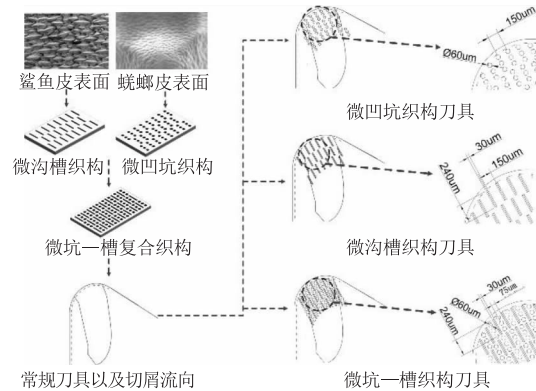 鲨鱼皮表面
蜣螂皮表面
微沟槽织构
微凹坑织构
微坑—槽复合织构
常规刀具以及切屑流向
150um
Ø60um
微凹坑织构刀具
30um
150um
240um
微沟槽织构刀具
30um
75um
Ø60um
240um
微坑—槽织构刀具